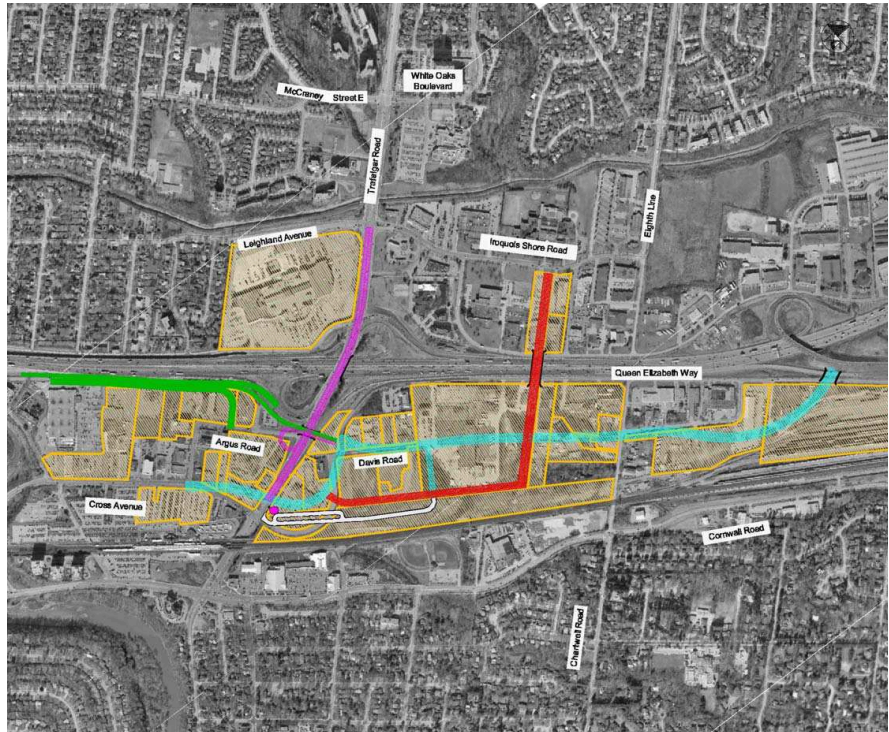 White Oaks
Boulevard
McCraney Street E
Trafalgar Road
Eighth Line
Leighland Avenue
Iroquois Shore Road
Queen Elizabeth Way
Argus Road
Davis Road
Cross Avenue
Cornwall Road
Chartwell Road